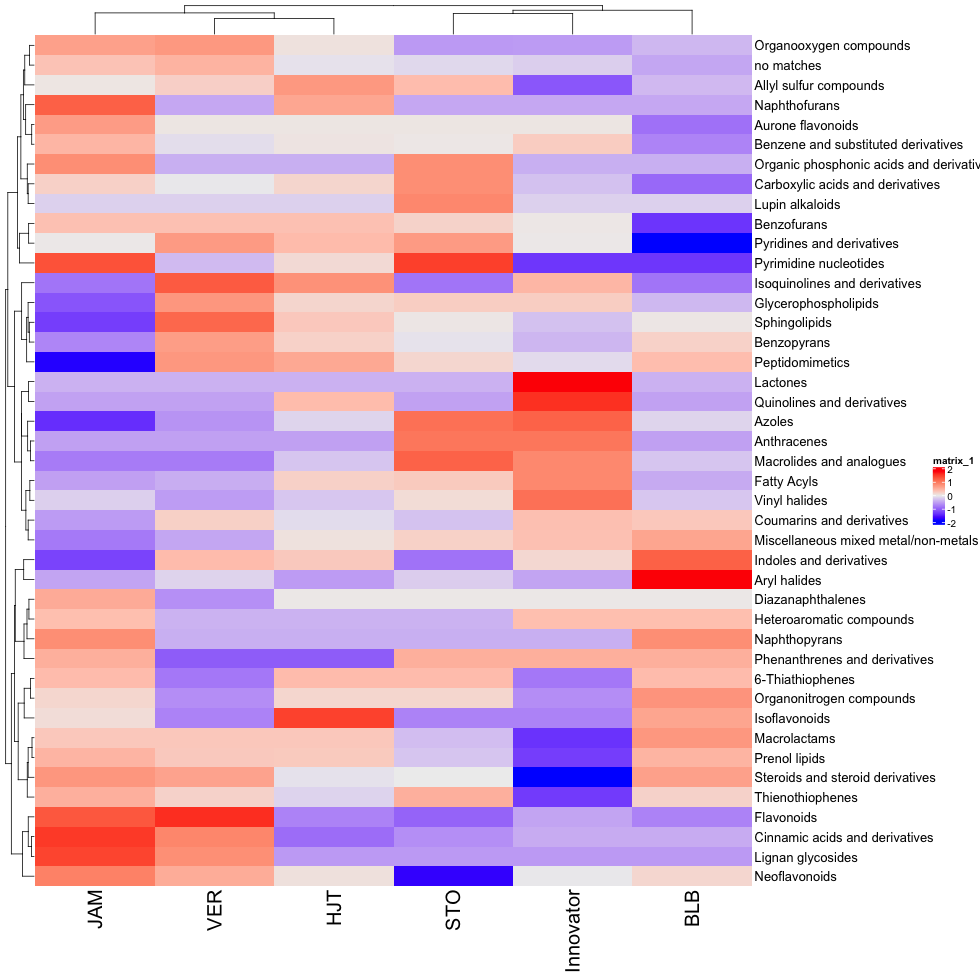 Organooxygen compounds
no matches
Allyl sulfur compounds
Naphthofurans
Aurone flavonoids
Benzene and substituted derivatives
Organic phosphonic acids and derivativ
Carboxylic acids and derivatives
Lupin alkaloids
Benzofurans
Pyridines and derivatives
Pyrimidine nucleotides
Isoquinolines and derivatives
Glycerophospholipids
Sphingolipids
Benzopyrans
Peptidomimetics
Lactones
Quinolines and derivatives
Azoles
Anthracenes
Macrolides and analogues
Fatty Acyls
Vinyl halides
Coumarins and derivatives
Miscellaneous mixed metal/non-metals
Indoles and derivatives
Aryl halides
Diazanaphthalenes
Heteroaromatic compounds
Naphthopyrans
Phenanthrenes and derivatives
6-Thiathiophenes
Organonitrogen compounds
Isoflavonoids
Macrolactams
Prenol lipids
Steroids and steroid derivatives
Thienothiophenes
Flavonoids
Cinnamic acids and derivatives
Lignan glycosides
Neoflavonoids
matrix_1
2
1
0
-1
-2
JAM
VER
HJT
STO
Innovator
BLB